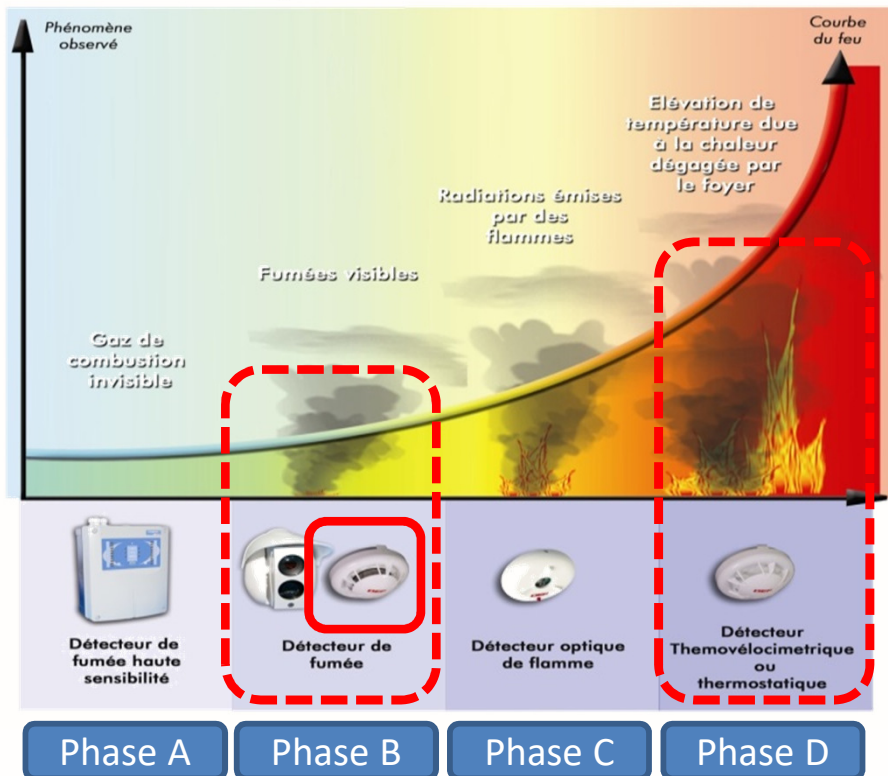 Phénomène
observé
Courbe
du feu
Elévation de
température due
à la chaleur
dégagée par
le foyer
Radiations émises
par des
flammes
Fumées visibles
Gaz de
combustion
invisible
Détecteur de
fumée haute
sensibilité
Détecteur de
fumée
Détecteur optique
de flamme
Détecteur
Themovélocimetrique
ou
thermostatique
Phase A
Phase B
Phase C
Phase D